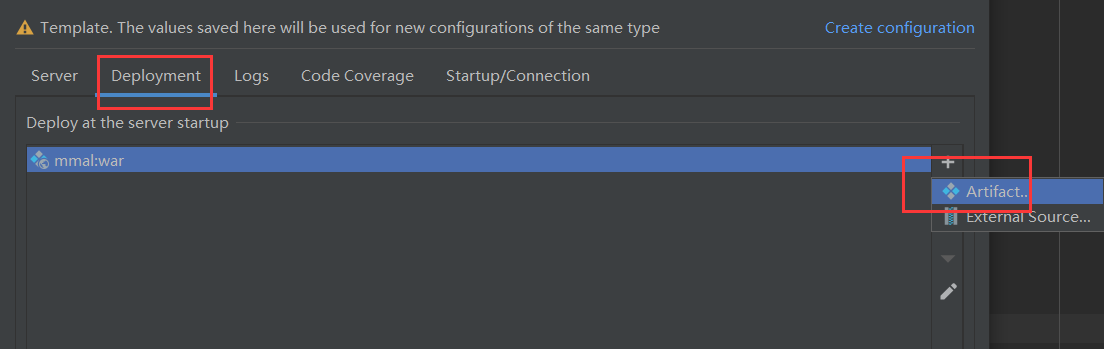 Template. The values saved here will be used for new configurations of the same type Create configuration
Server Deployment Logs Code Coverage Startup/Connection
Deploy at the server startup
mmal:war
Artifact...
External Source...